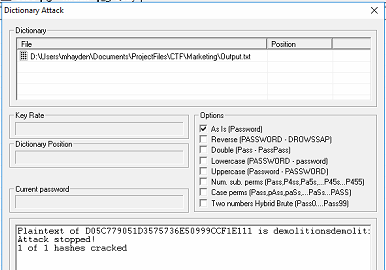 Dictionary Attack
Dictionary
File Position
D:\Users\mhayden\Documents\ProjectFiles\CTF\Marketing\Output.txt
Key Rate
Options
As Is (Password)
Reverse (PASSWORD - DROWSSAP)
Dictionary Position
Double (Pass - PassPass)
Lowercase (PASSWORD - password)
Uppercase (Password - PASSWORD)
Num. sub. perms (Pass,P4ss,Pa5s,...P45s...P455)
Current password
Case perms (Pass,pAss,paSs,...PaSs...PASS)
Two numbers Hybrid Brute (Pass0....Pass99)
Plaintext of D05C779051D3575736E50999CCF1E111 is demolitionsdemolit
Attack stopped!
1 of 1 hashes cracked